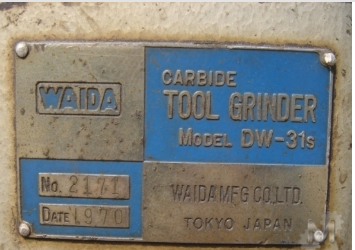 WAIDA
CARBIDE
TOOL GRINDER
MODEL DW-31s
No. 2171
DATE 1970
WAIDA MFG CO., LTD.
TOKYO JAPAN